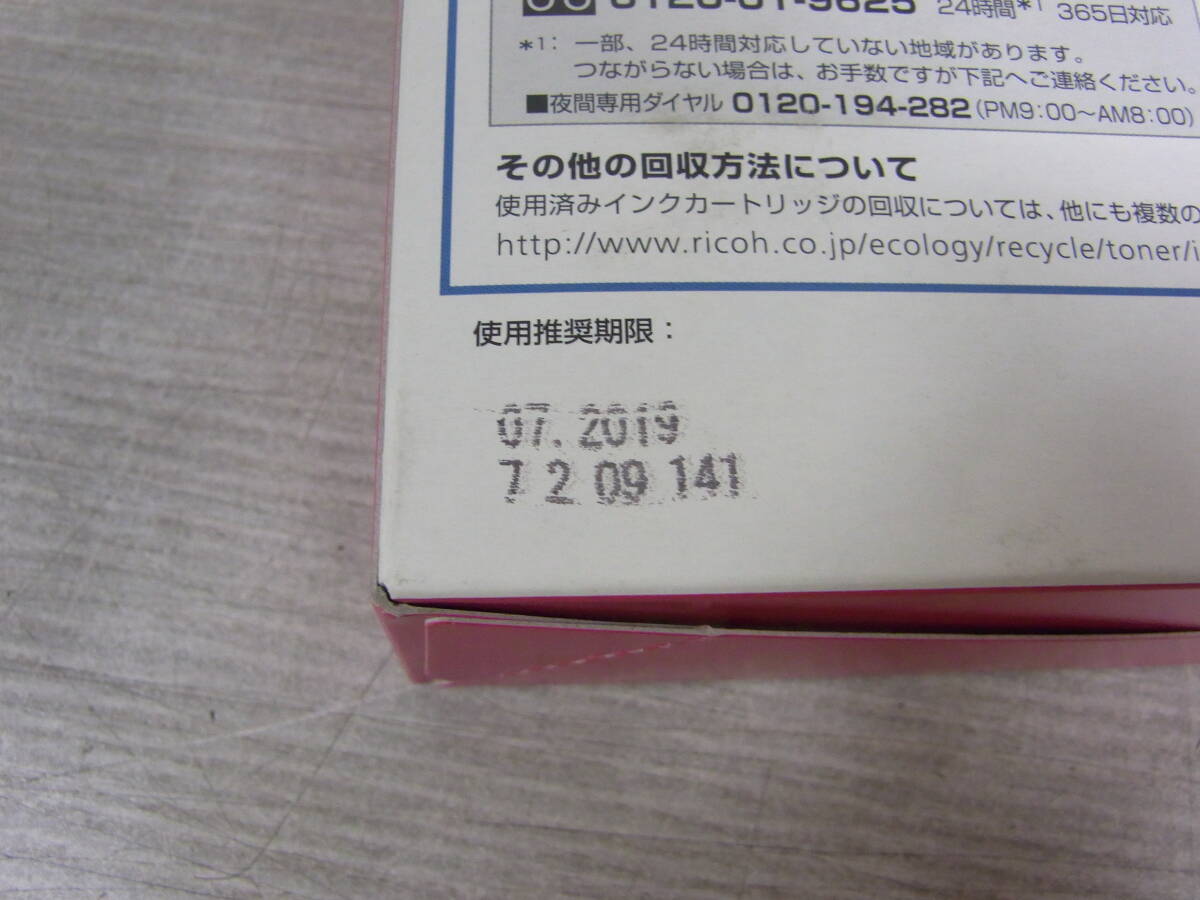 0120-01-9625 24時間*1 365日対応
*1: 一部、24時間対応していない地域があります。
つながらない場合は、お手数ですが下記へご連絡ください。
■夜間専用ダイヤル 0120-194-282(PM9:00〜AM8:00)
その他の回収方法について
使用済みインクカートリッジの回収については、他にも複数の
http://www.ricoh.co.jp/ecology/recycle/toner/i
使用推奨期限:
07. 2019
7 2 09 141